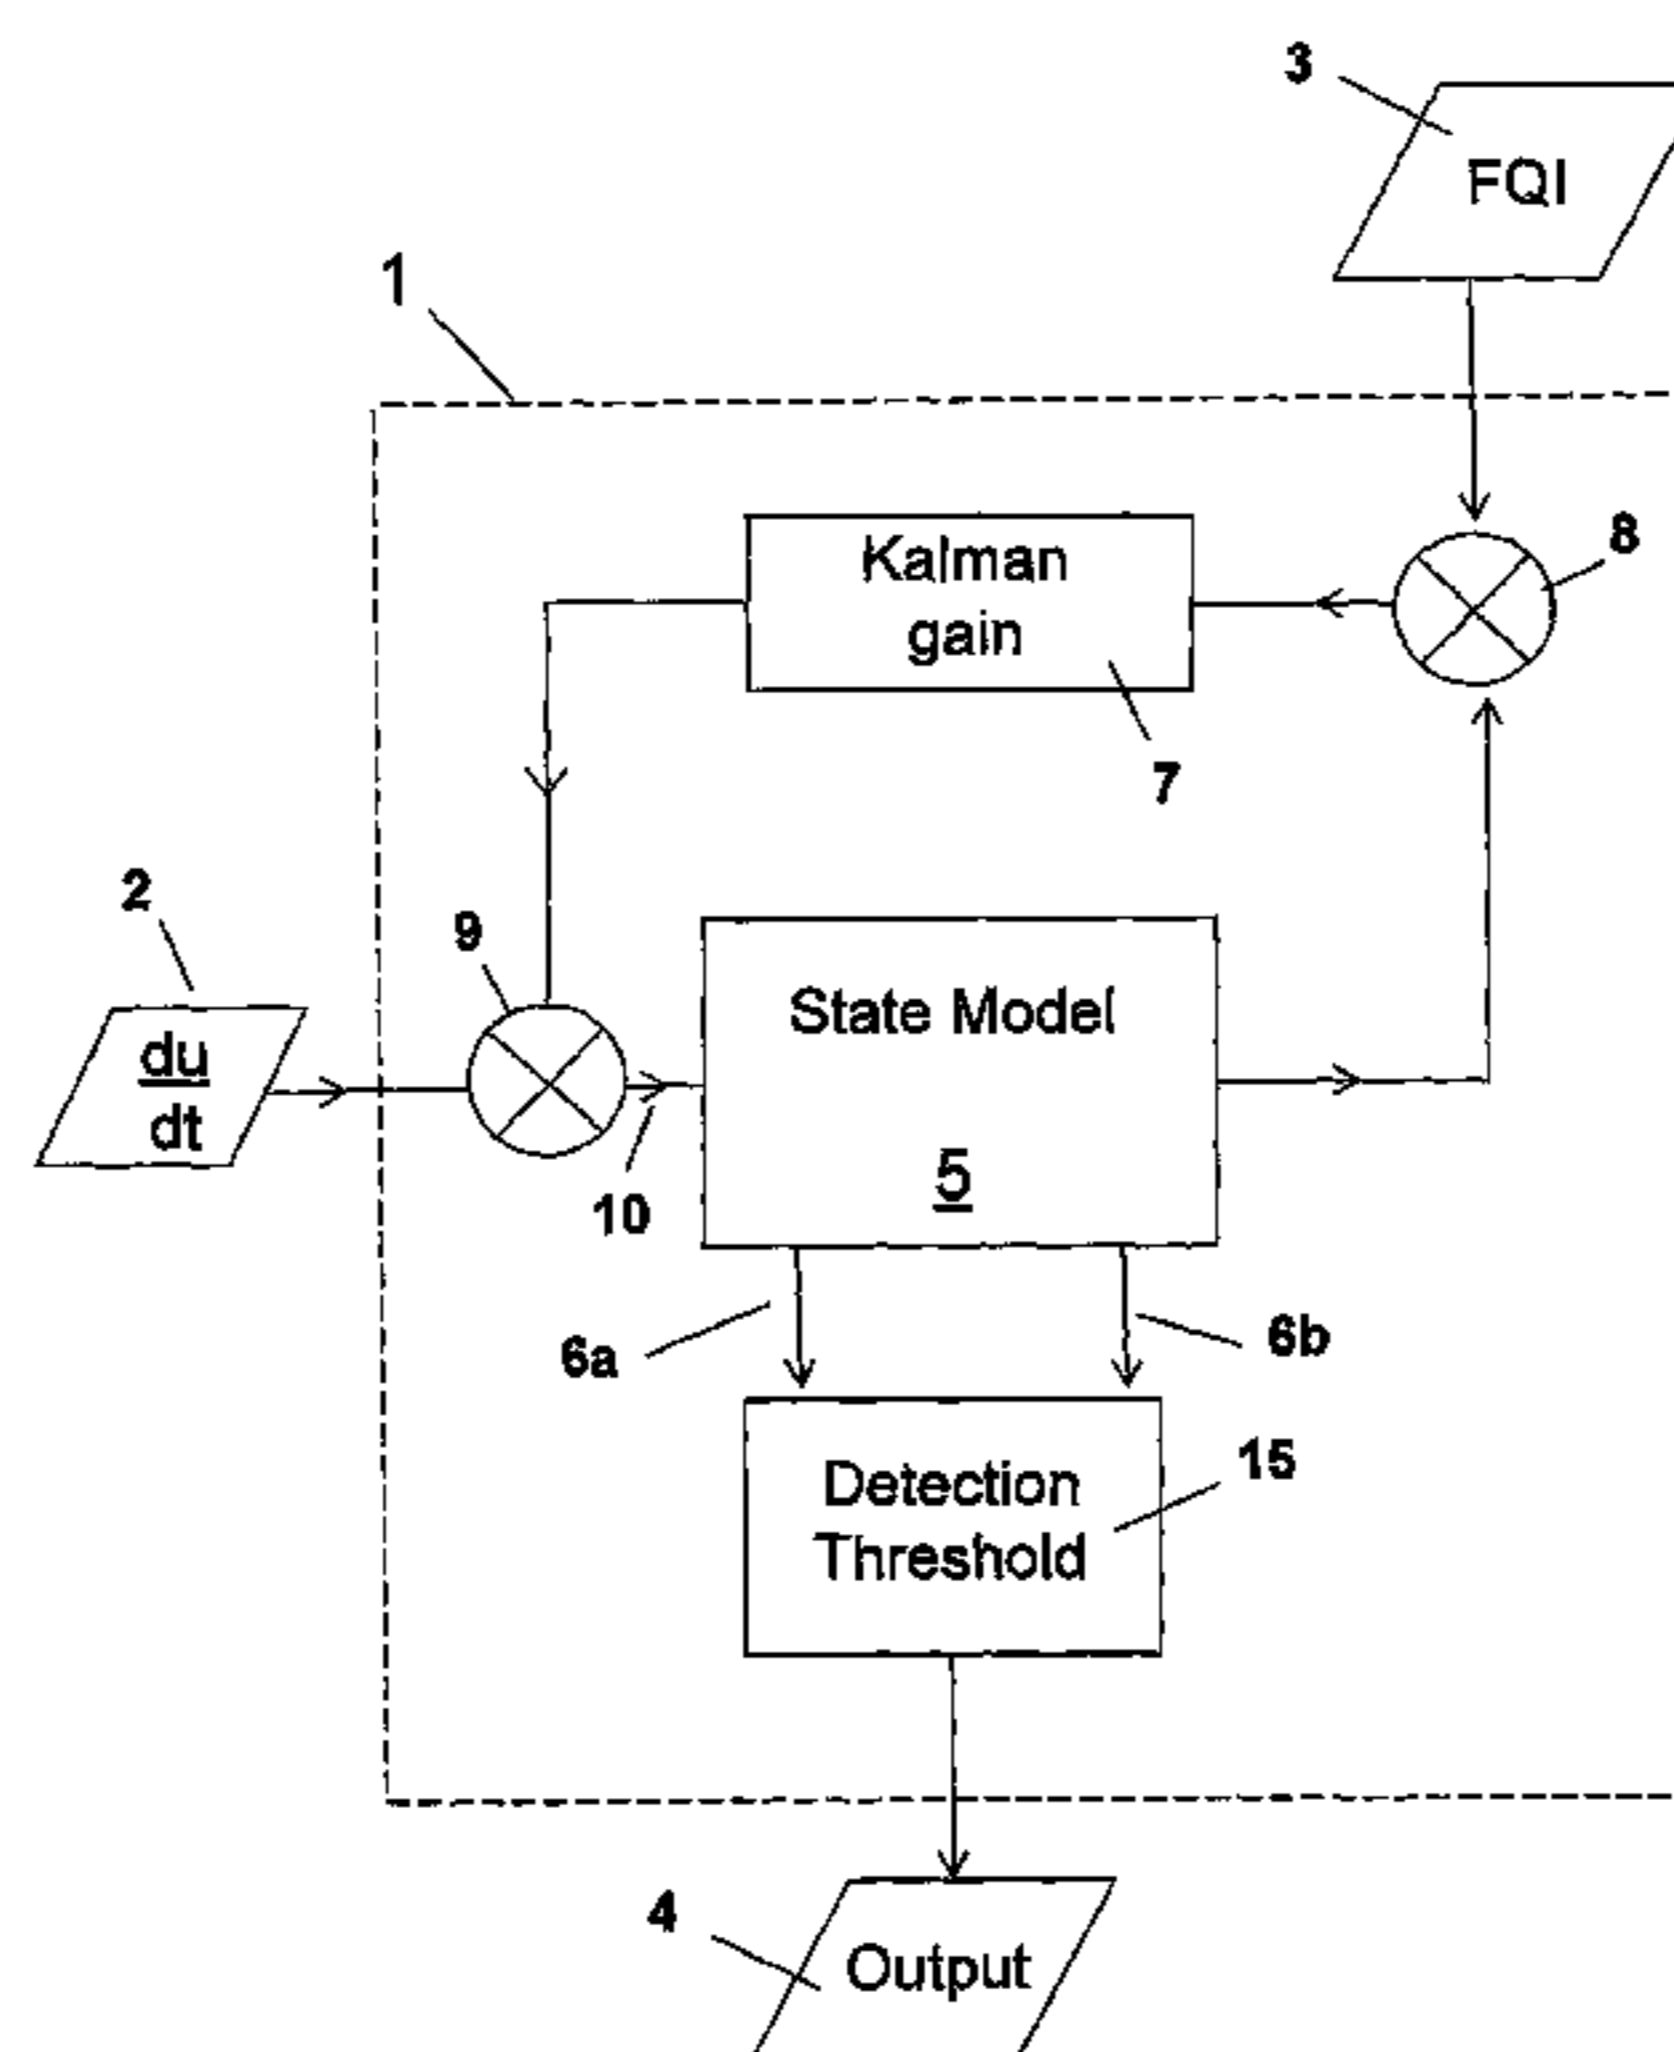 3
FQI
1
Kalman
gain
8
7
2
9
du
dt
State Model
5
10
6a
6b
Detection
Threshold
15
4
Output